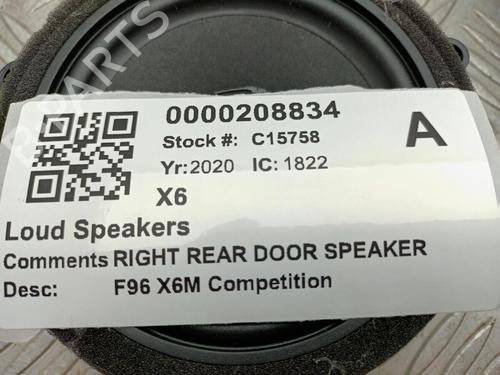 0000208834
Stock #: C15758
A
Yr: 2020 IC: 1822
X6
Loud Speakers
Comments RIGHT REAR DOOR SPEAKER
Desc: F96 X6M Competition
PARTS